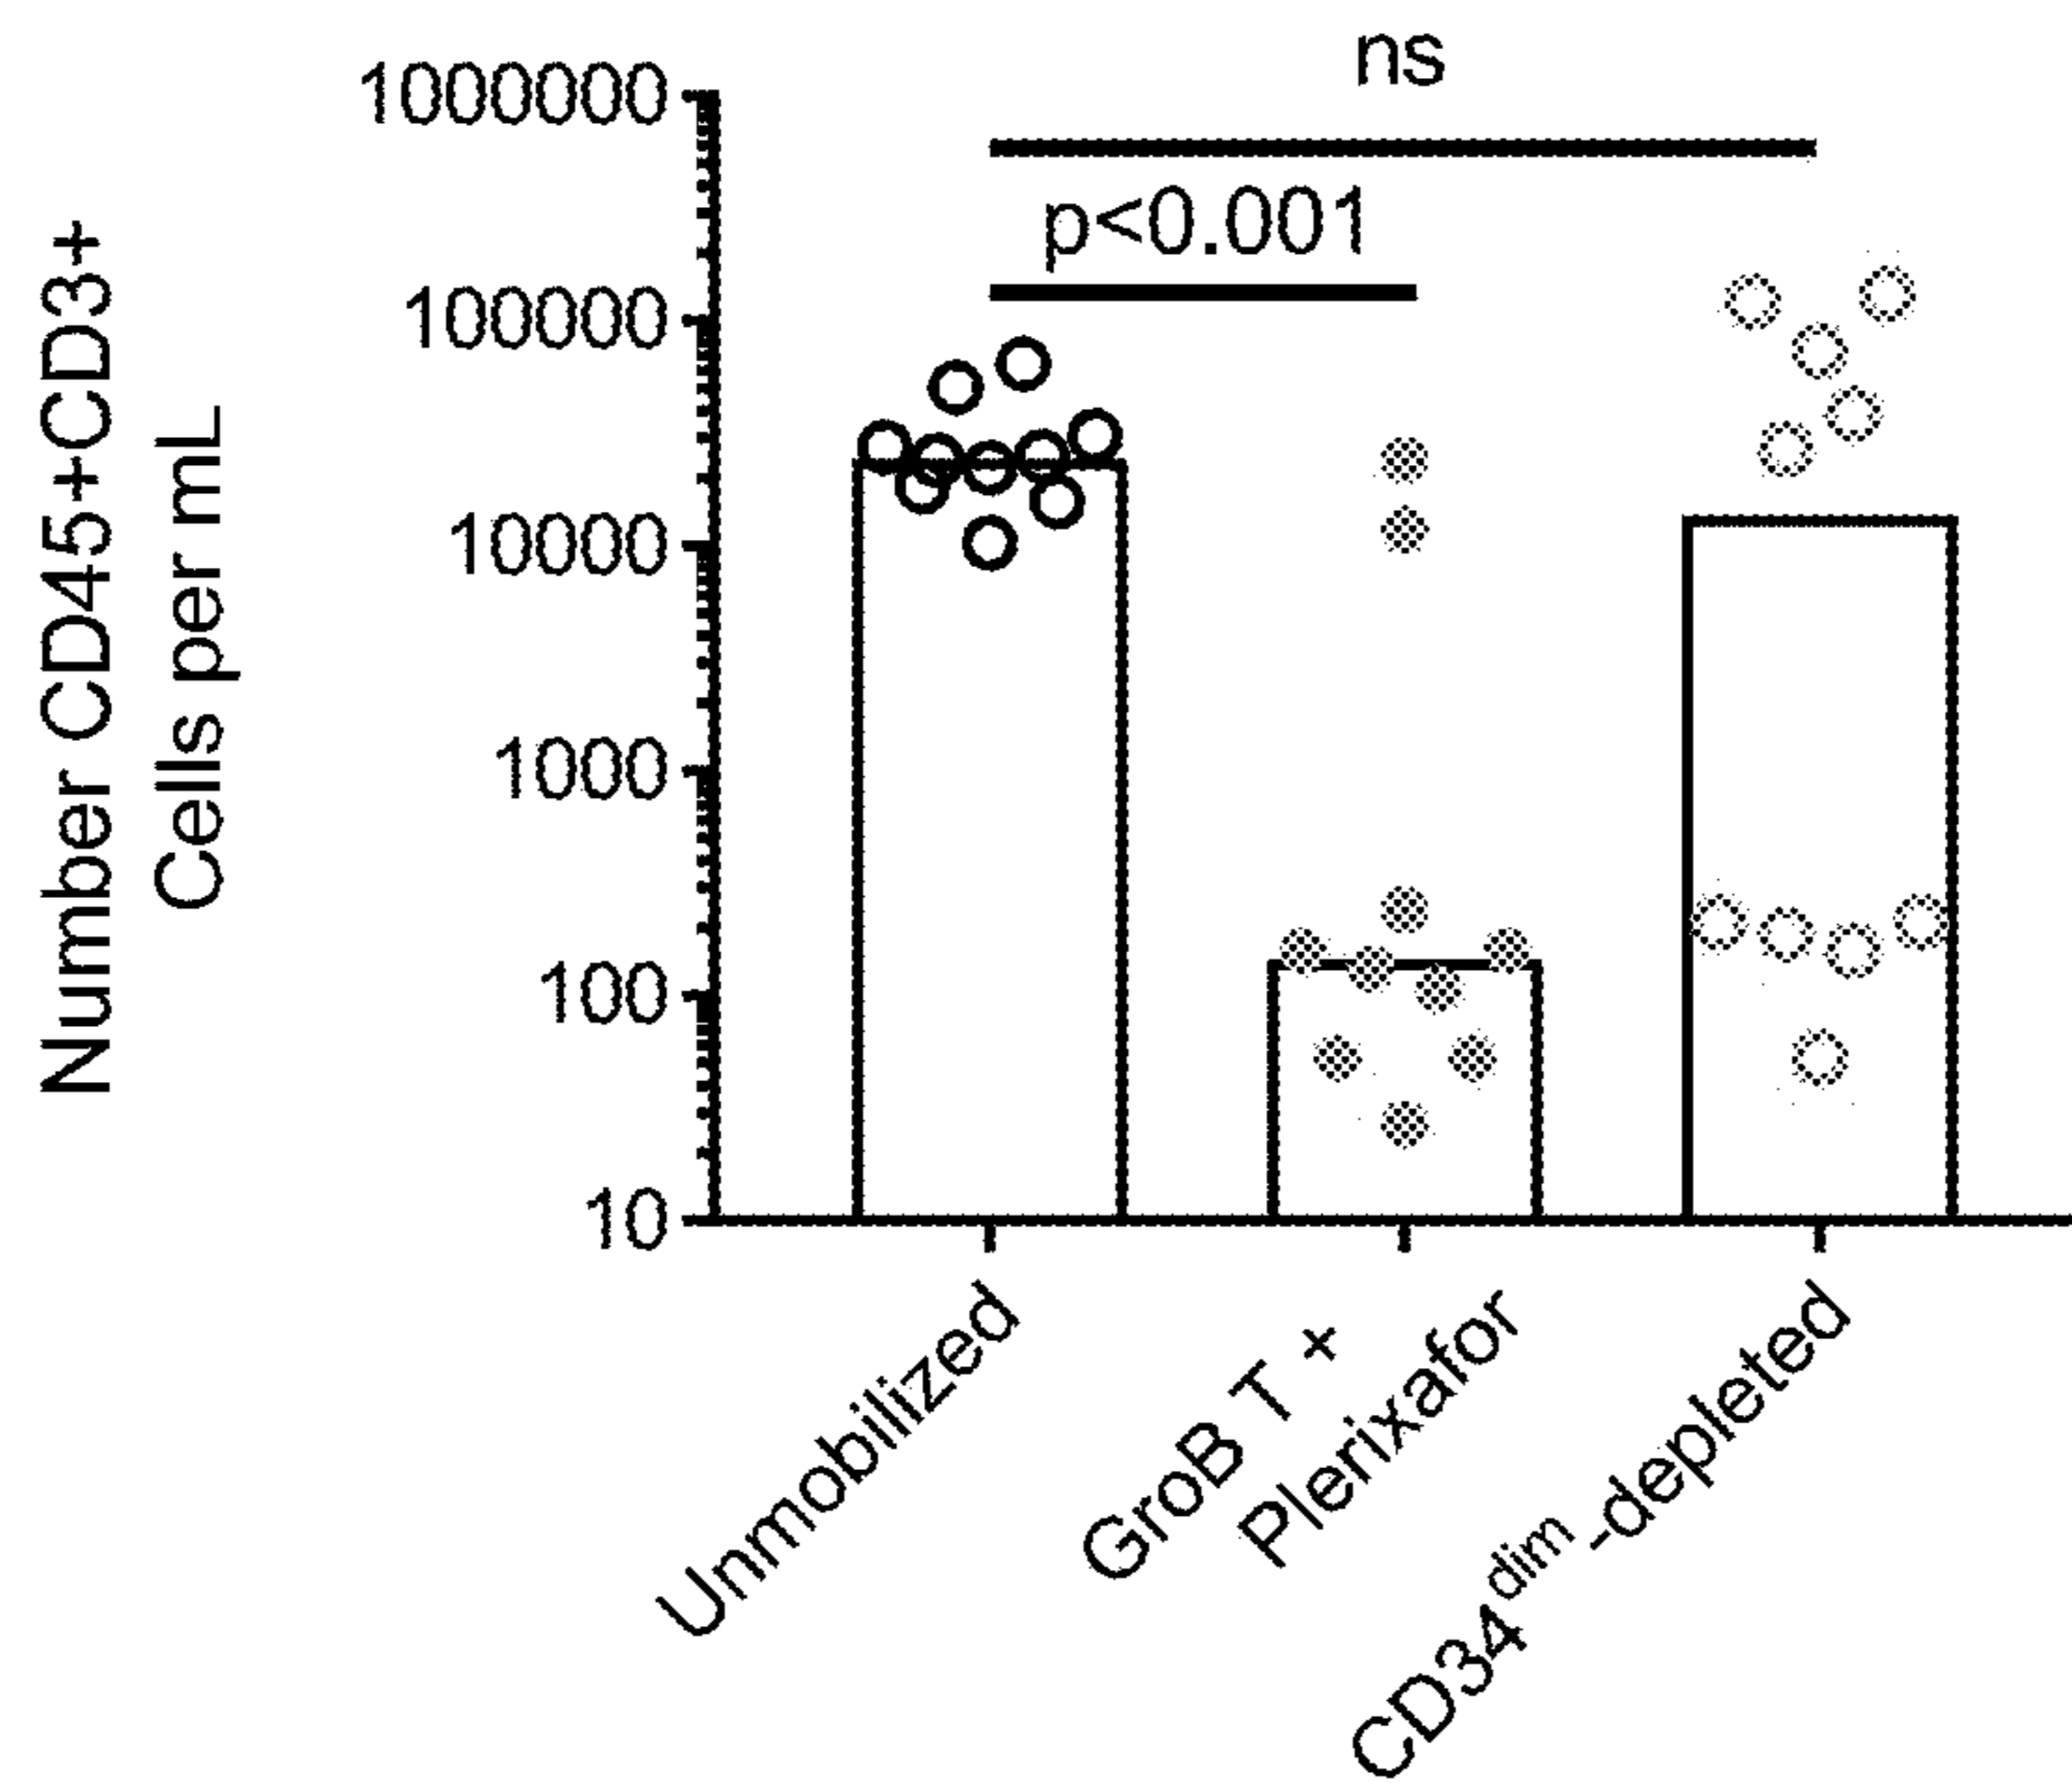 ns
p<0.001
Number CD45+CD3+
Cells per mL
1000000
100000
10000
1000
100
10
Unmobilized
GroB T +
Plerixafor
CD34dim-depleted